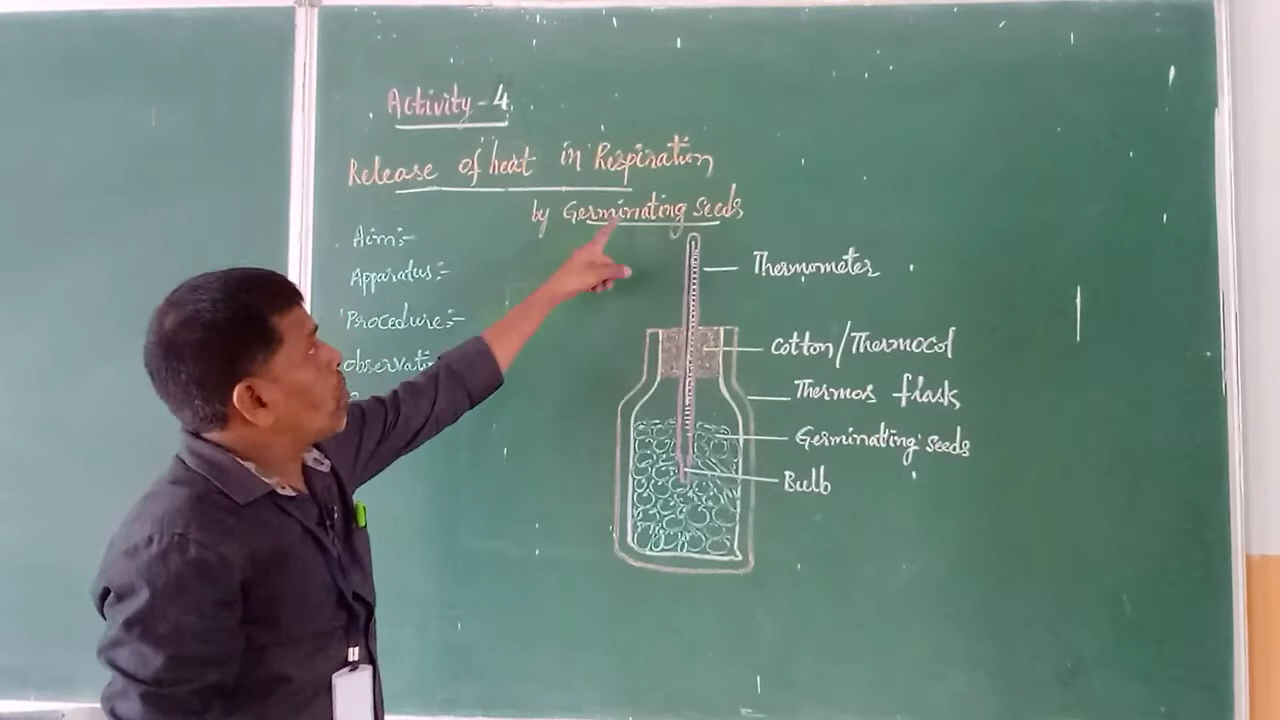 Activity-4
Release of heat in Respiration
by Germinating seeds
Aim:-
Apparatus:-
Procedure:-
Thermometer
Cotton/Thermocol
Thermos flask
Germinating seeds
Bulb